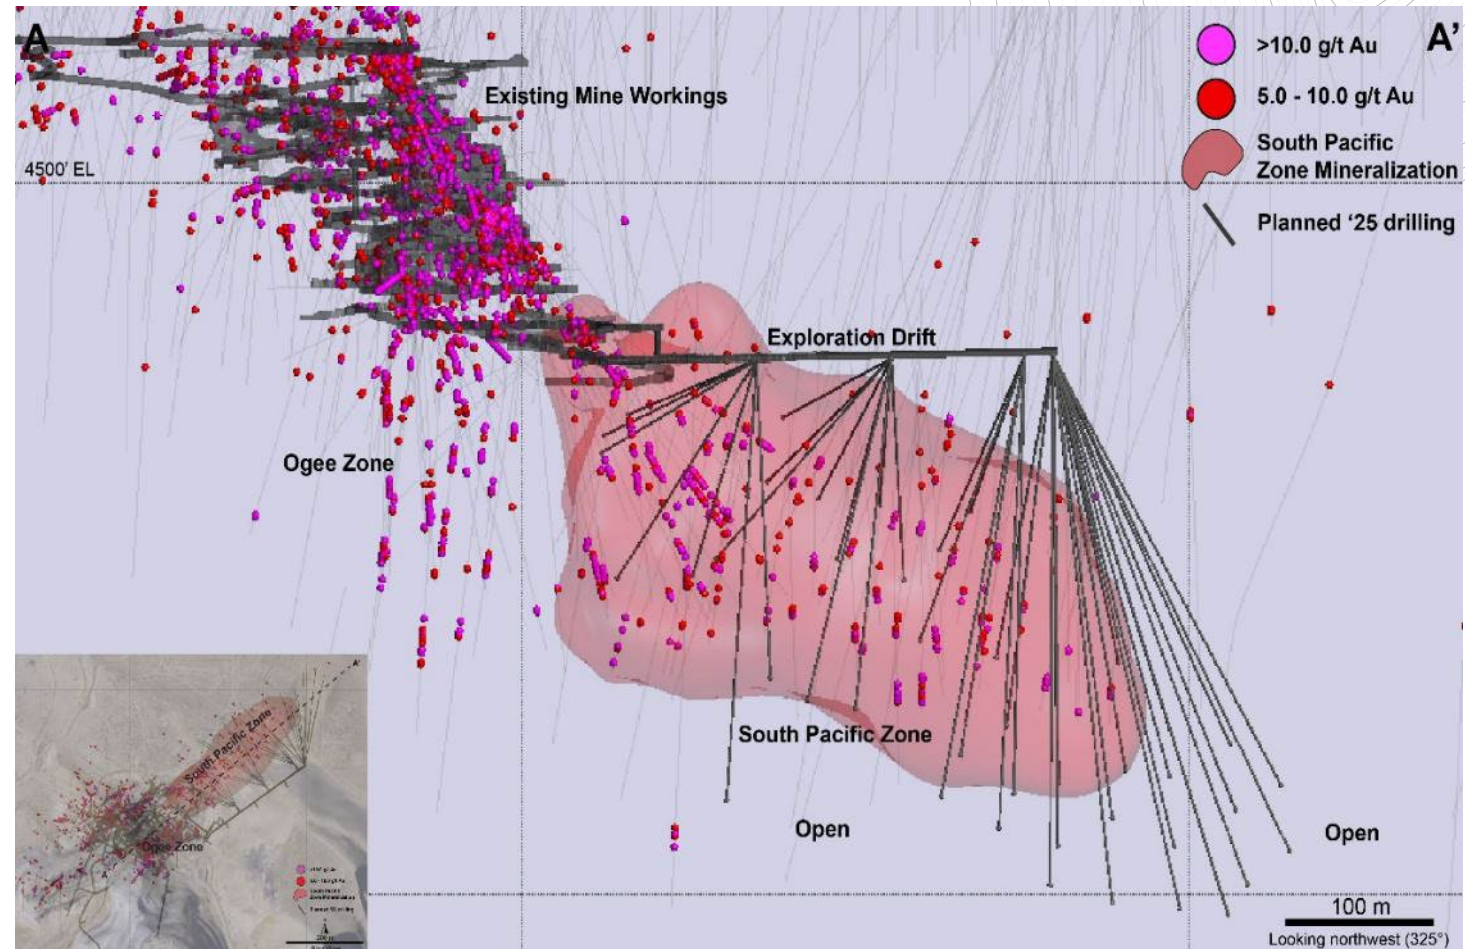 A
A’
>10.0 g/t Au
5.0 - 10.0 g/t Au
South Pacific
Zone Mineralization
Planned ‘25 drilling
Existing Mine Workings
4500’ EL
Exploration Drift
Ogee Zone
South Pacific Zone
Open
Open
100 m
Looking northwest (325°)
A’
South Pacific Zone
Ogee Zone
A